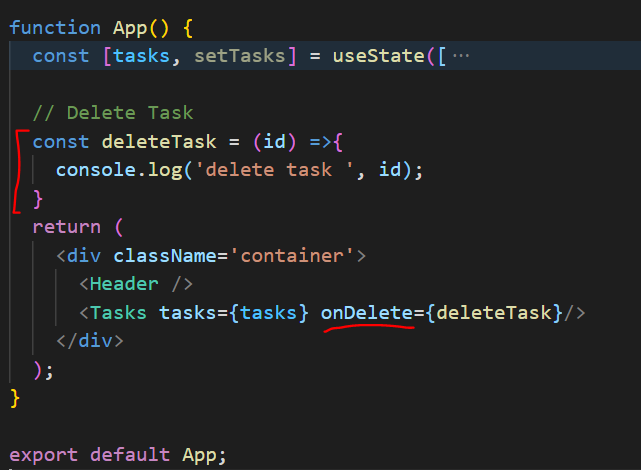 function App() {
const [tasks, setTasks] = useState([ ...
// Delete Task
const deleteTask = (id) =>{
console.log('delete task ', id);
}
return (
<div className='container'>
<Header />
<Tasks tasks={tasks} onDelete={deleteTask}/>
</div>
);
}
export default App;